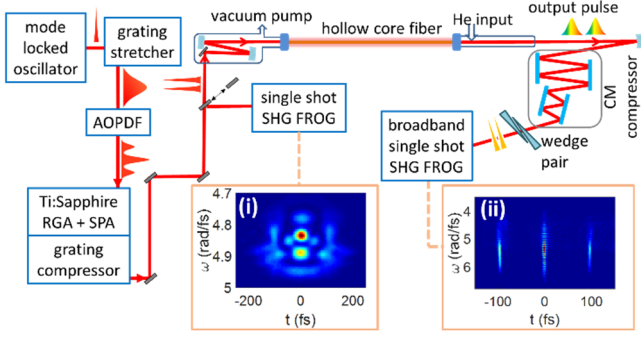 mode
locked
oscillator
grating
stretcher
AOPDF
Ti:Sapphire
RGA + SPA
grating
compressor
vacuum pump
hollow core fiber
He input
output pulse
compressor
CM
wedge
pair
single shot
SHG FROG
broadband
single shot
SHG FROG
(i)
4.7
4.8
4.9
5
ω (rad/fs)
-200 0 200
t (fs)
(ii)
4
5
6
ω (rad/fs)
-100 0 100
t (fs)